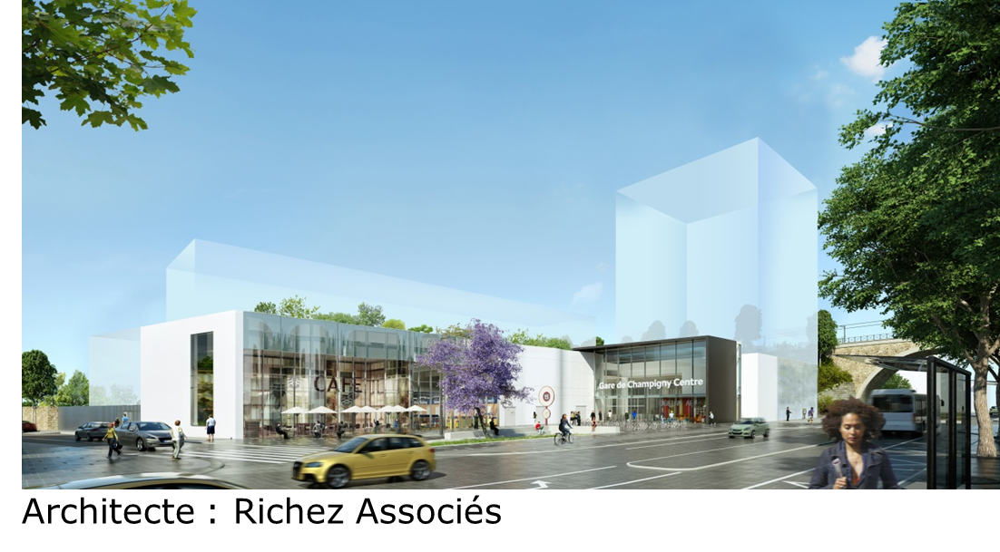 CAFE
Gare de Champigny Centre
Architecte : Richez Associés